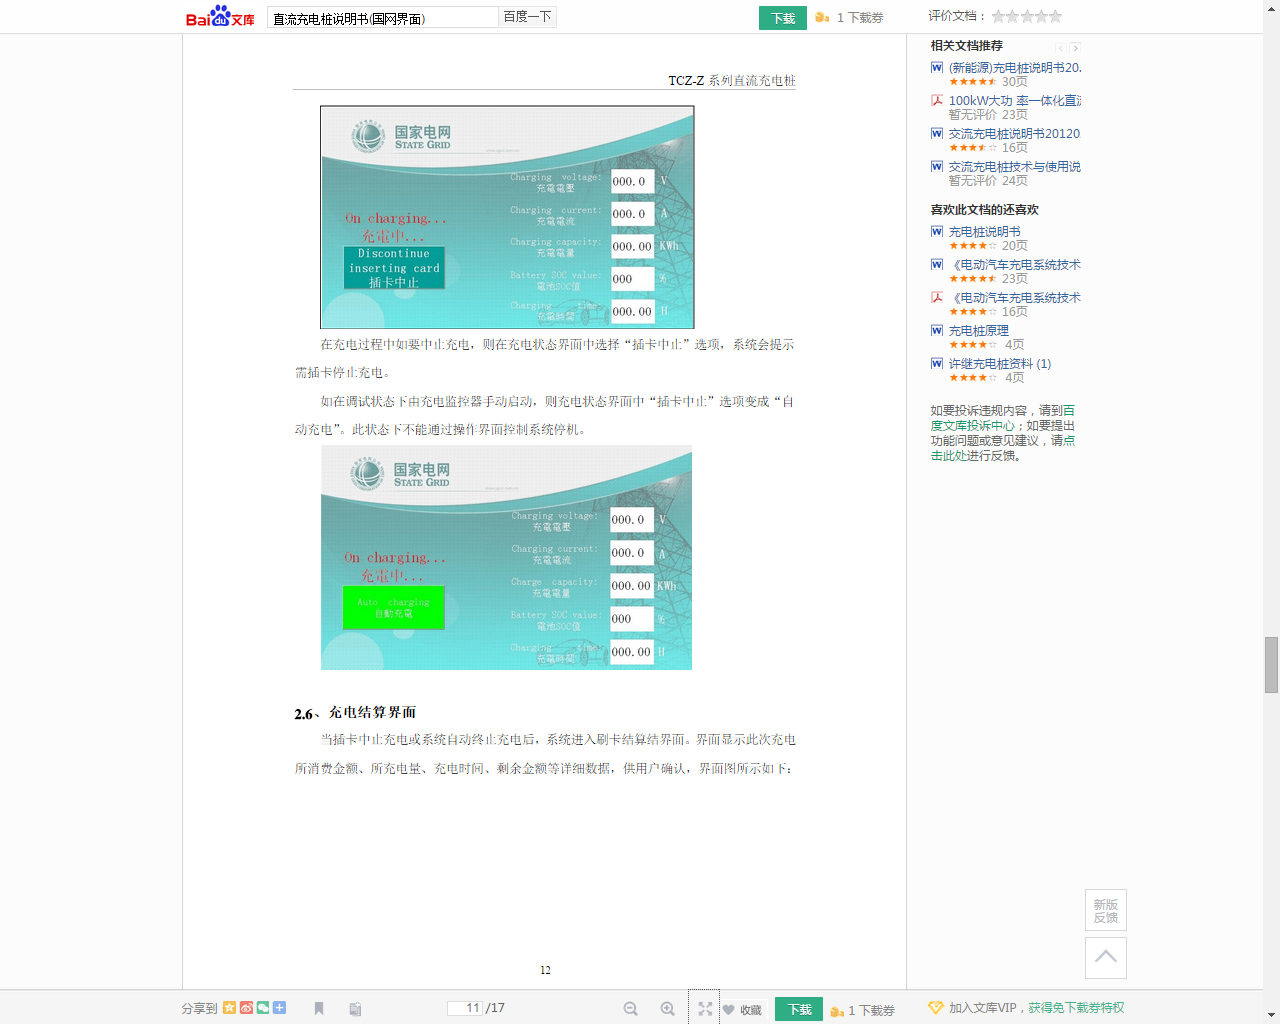 Baidu文库
直流充电桩说明书(国网界面)
百度一下
下载
1 下载券
评价文档：
TCZ-Z 系列直流充电桩
国家电网
STATE GRID
Charging voltage:
充電電壓
000.0 V
Charging current:
充電電流
000.0 A
On charging...
充電中...
Charging capacity:
充電電量
000.00 KWh
Discontinue
inserting card
插卡中止
Battery SOC value:
電池SOC值
000 %
Charging time:
充電時間
000.00 H
在充电过程中如要中止充电，则在充电状态界面中选择“插卡中止”选项，系统会提示
需插卡停止充电。
如在调试状态下由充电监控器手动启动，则充电状态界面中“插卡中止”选项变成“自
动充电”。此状态下不能通过操作界面控制系统停机。
国家电网
STATE GRID
Charging voltage:
充電電壓
000.0 V
Charging current:
充電電流
000.0 A
On charging...
充電中...
Charge capacity:
充電電量
000.00 KWh
Auto charging
自動充電
Battery SOC value:
電池SOC值
000 %
Charging time:
充電時間
000.00 H
2.6、充电结算界面
当插卡中止充电或系统自动终止充电后，系统进入刷卡结算结界面。界面显示此次充电
所消费金额、所充电量、充电时间、剩余金额等详细数据，供用户确认，界面图所示如下：
12
相关文档推荐
(新能源)充电桩说明书20.
30页
100kW大功 率一体化直流
暂无评价 23页
交流充电桩说明书20120
16页
交流充电桩技术与使用说
暂无评价 24页
喜欢此文档的还喜欢
充电桩说明书
20页
《电动汽车充电系统技术
23页
《电动汽车充电系统技术
16页
充电桩原理
4页
许继充电桩资料 (1)
4页
如要投诉违规内容，请到百
度文库投诉中心；如要提出
功能问题或意见建议，请点
击此处进行反馈。
新版
反馈
分享到
11 /17
收藏
下载
1 下载券
加入文库VIP，获得免下载券特权